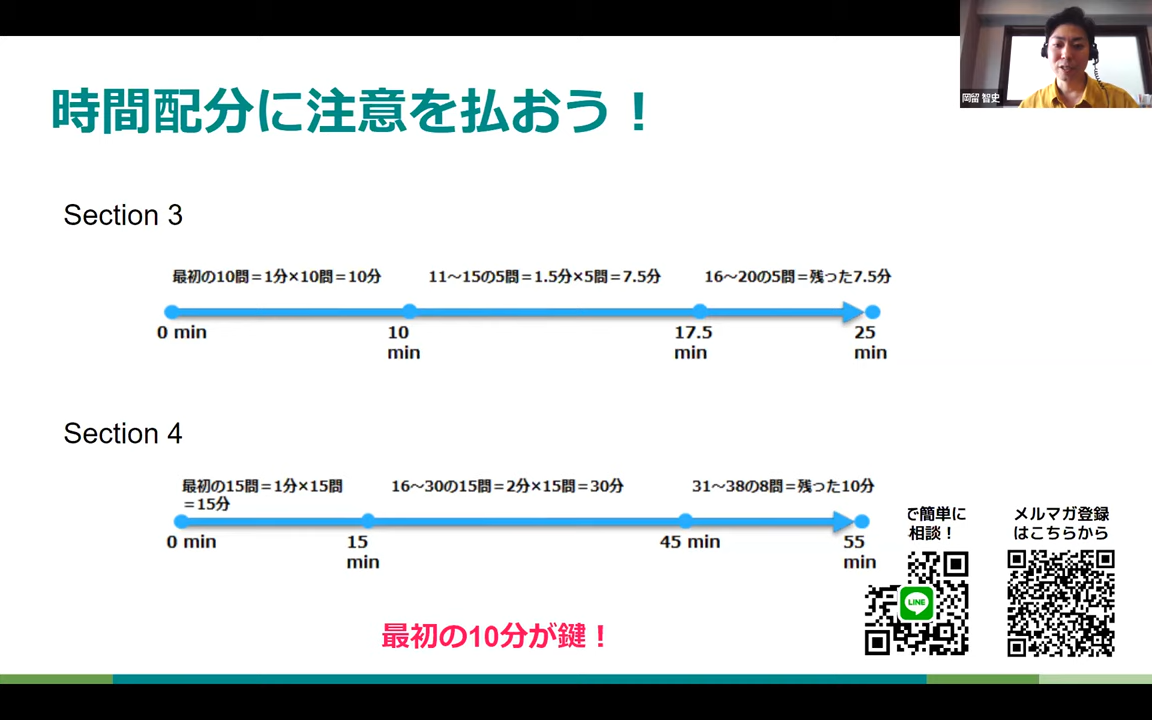 岡留 智史
時間配分に注意を払おう！
Section 3
最初の10問＝1分×10問＝10分
11～15の5問＝1.5分×5問＝7.5分
16～20の5問＝残った7.5分
0 min
10
min
17.5
min
25
min
Section 4
最初の15問＝1分×15問
＝15分
16～30の15問＝2分×15問＝30分
31～38の8問＝残った10分
0 min
15
min
45 min
55
min
で簡単に
相談！
LINE
メルマガ登録
はこちらから
最初の10分が鍵！